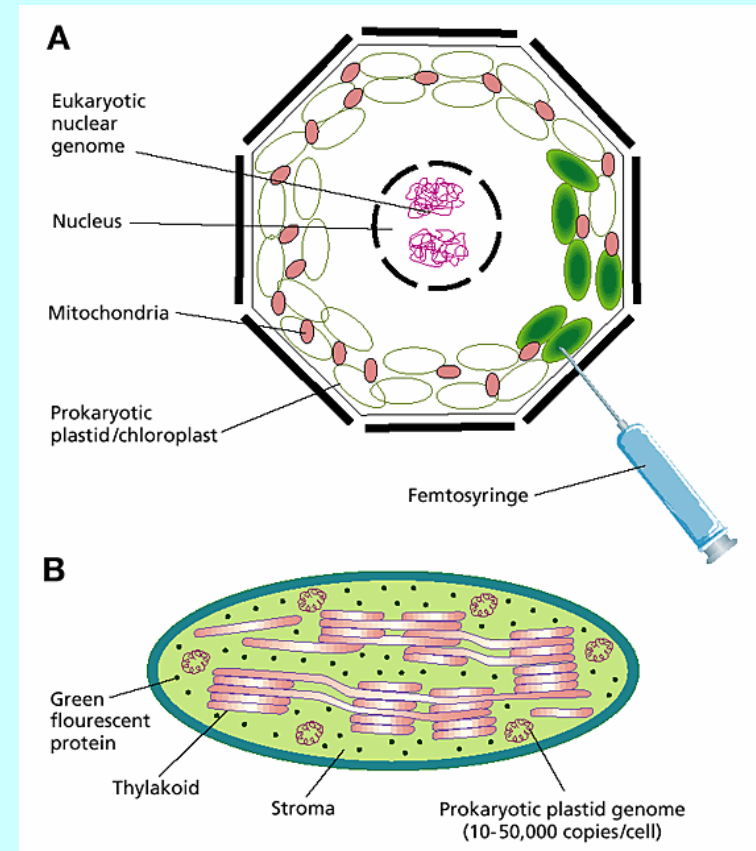 A
Eukaryotic
nuclear
genome
Nucleus
Mitochondria
Prokaryotic
plastid/chloroplast
Femtosyringe
B
Green
flourescent
protein
Thylakoid
Stroma
Prokaryotic plastid genome
(10-50,000 copies/cell)